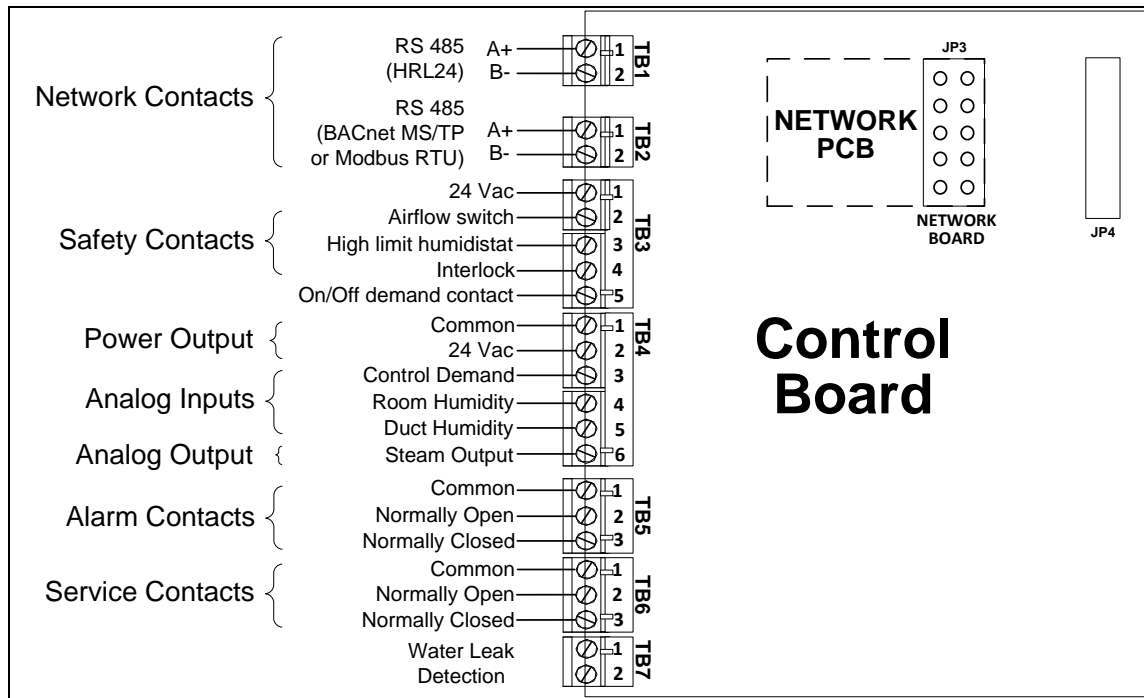 Network Contacts
RS 485
(HRL24)
A+
B-
1
2
TB1
RS 485
(BACnet MS/TP
or Modbus RTU)
A+
B-
1
2
TB2
Safety Contacts
24 Vac
1
Airflow switch
2
High limit humidistat
3
Interlock
4
On/Off demand contact
5
TB3
Power Output
Common
1
24 Vac
2
Analog Inputs
Control Demand
3
Room Humidity
4
Duct Humidity
5
Analog Output
Steam Output
6
TB4
Alarm Contacts
Common
1
Normally Open
2
Normally Closed
3
TB5
Service Contacts
Common
1
Normally Open
2
Normally Closed
3
TB6
Water Leak
Detection
1
2
TB7
JP3
NETWORK
PCB
NETWORK
BOARD
JP4
Control
Board